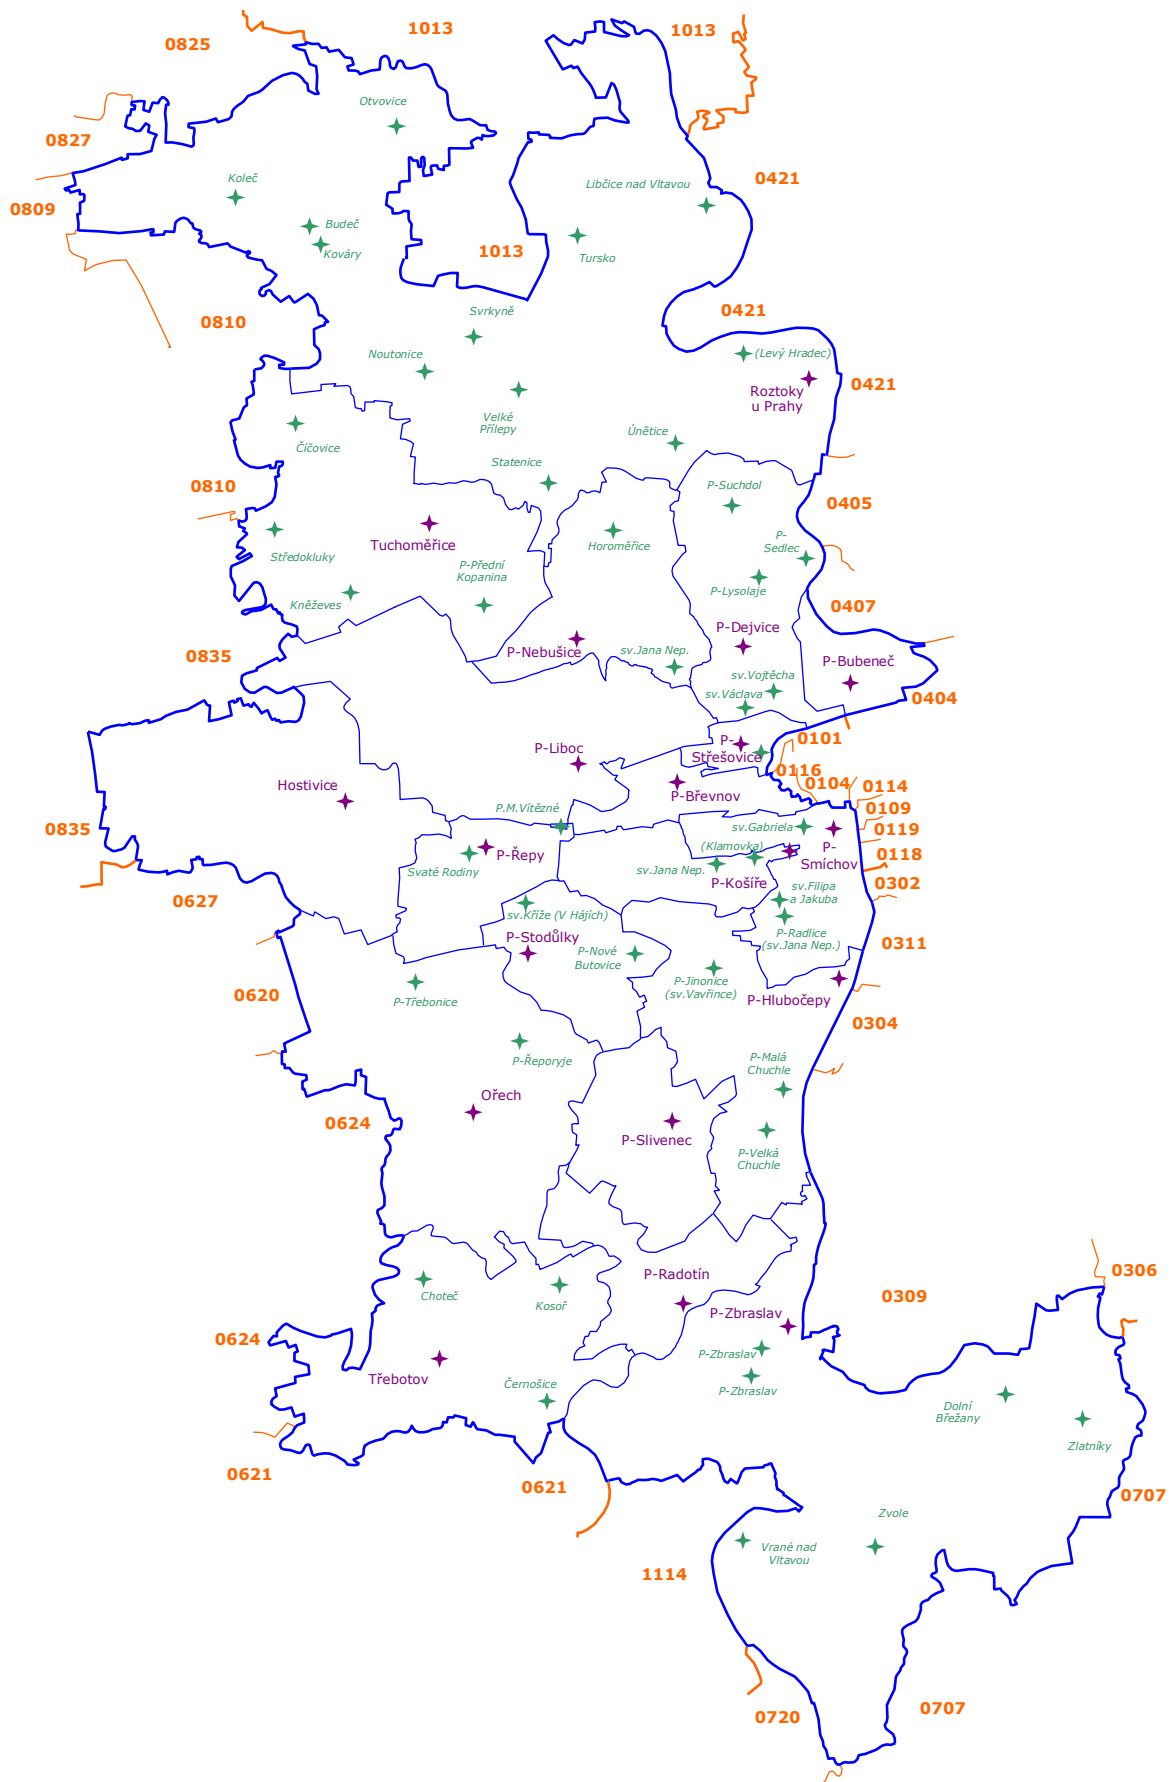 1013
1013
0825
Otvovice
0827
0421
Koleč
Libčice nad Vltavou
0809
Budeč
Kováry
1013
Tursko
0810
Svrkyně
0421
Noutonice
(Levý Hradec)
0421
Roztoky
u Prahy
Velké
Přílepy
Únětice
Číčovice
Statenice
0810
P-Suchdol
0405
Tuchoměřice
Horoměřice
P-
Sedlec
Středokluky
P-Přední
Kopanina
P-Lysolaje
Kněževes
0407
P-Dejvice
0835
P-Nebušice
sv.Jana Nep.
P-Bubeneč
sv.Vojtěcha
sv.Václava
0404
P-Liboc
P-
Střešovice
0101
0116
Hostivice
P-Břevnov
0104
0114
P.M.Vítězné
0109
0835
sv.Gabriela
0119
P-Řepy
(Klamovka)
P-
Smíchov
0118
Svaté Rodiny
sv.Jana Nep.
P-Košíře
0302
0627
sv.Filipa
a Jakuba
sv.Kříže (V Hájích)
P-Stodůlky
P-Radlice
(sv.Jana Nep.)
0311
P-Nové
Butovice
0620
P-Třebonice
P-Jinonice
(sv.Vavřince)
P-Hlubočepy
0304
P-Řeporyje
P-Malá
Chuchle
Ořech
0624
P-Slivenec
P-Velká
Chuchle
P-Radotín
0306
Choteč
Kosoř
0309
P-Zbraslav
0624
P-Zbraslav
Třebotov
P-Zbraslav
Černošice
Dolní
Břežany
Zlatníky
0621
0621
0707
Zvole
Vrané nad
Vltavou
1114
0707
0720